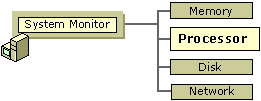 System Monitor
Memory
Processor
Disk
Network